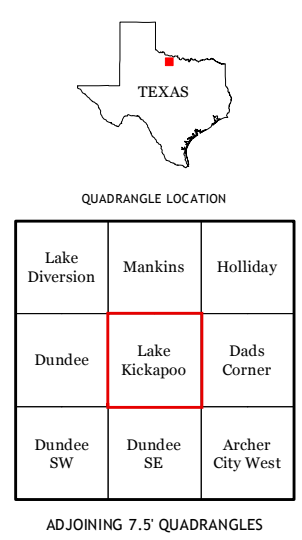 TEXAS
QUADRANGLE LOCATION
Lake
Diversion
Mankins
Holliday
Dundee
Lake
Kickapoo
Dads
Corner
Dundee
SW
Dundee
SE
Archer
City West
ADJOINING 7.5' QUADRANGLES